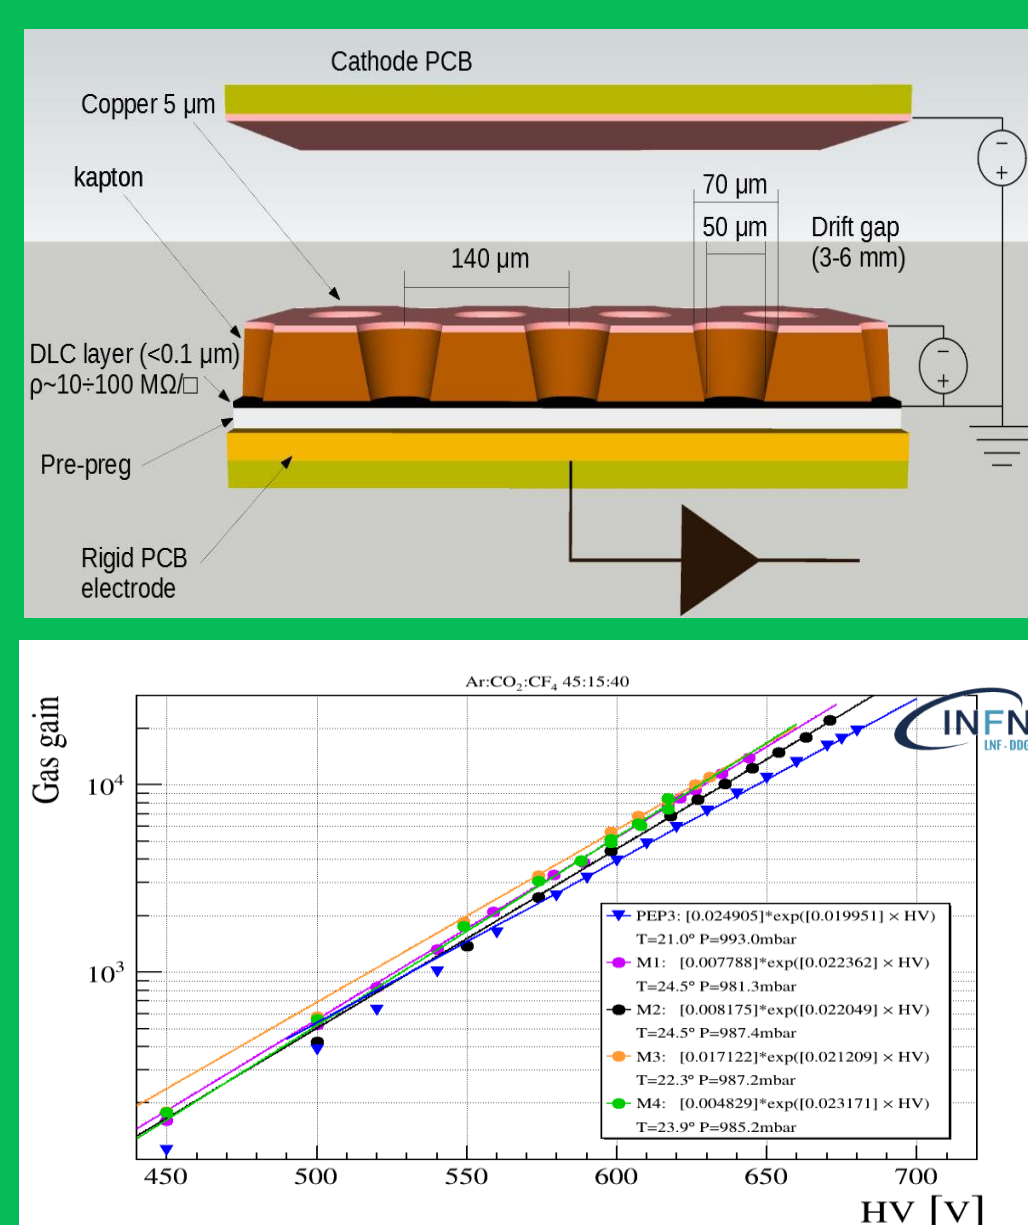 Cathode PCB
Copper 5 μm
kapton
70 μm
50 μm
Drift gap
(3-6 mm)
140 μm
DLC layer (<0.1 μm)
ρ~10÷100 MΩ/□
Pre-preg
Rigid PCB
electrode
−
+
−
+
Ar:CO₂:CF₄ 45:15:40
Gas gain
10⁴
10³
INFN
LNF - DDG
PEP3: [0.024905]*exp([0.019951] × HV)
T=21.0° P=993.0mbar
M1: [0.007788]*exp([0.022362] × HV)
T=24.5° P=981.3mbar
M2: [0.008175]*exp([0.022049] × HV)
T=24.5° P=987.4mbar
M3: [0.017122]*exp([0.021209] × HV)
T=22.3° P=987.2mbar
M4: [0.004829]*exp([0.023171] × HV)
T=23.9° P=985.2mbar
450 500 550 600 650 700
HV [V]